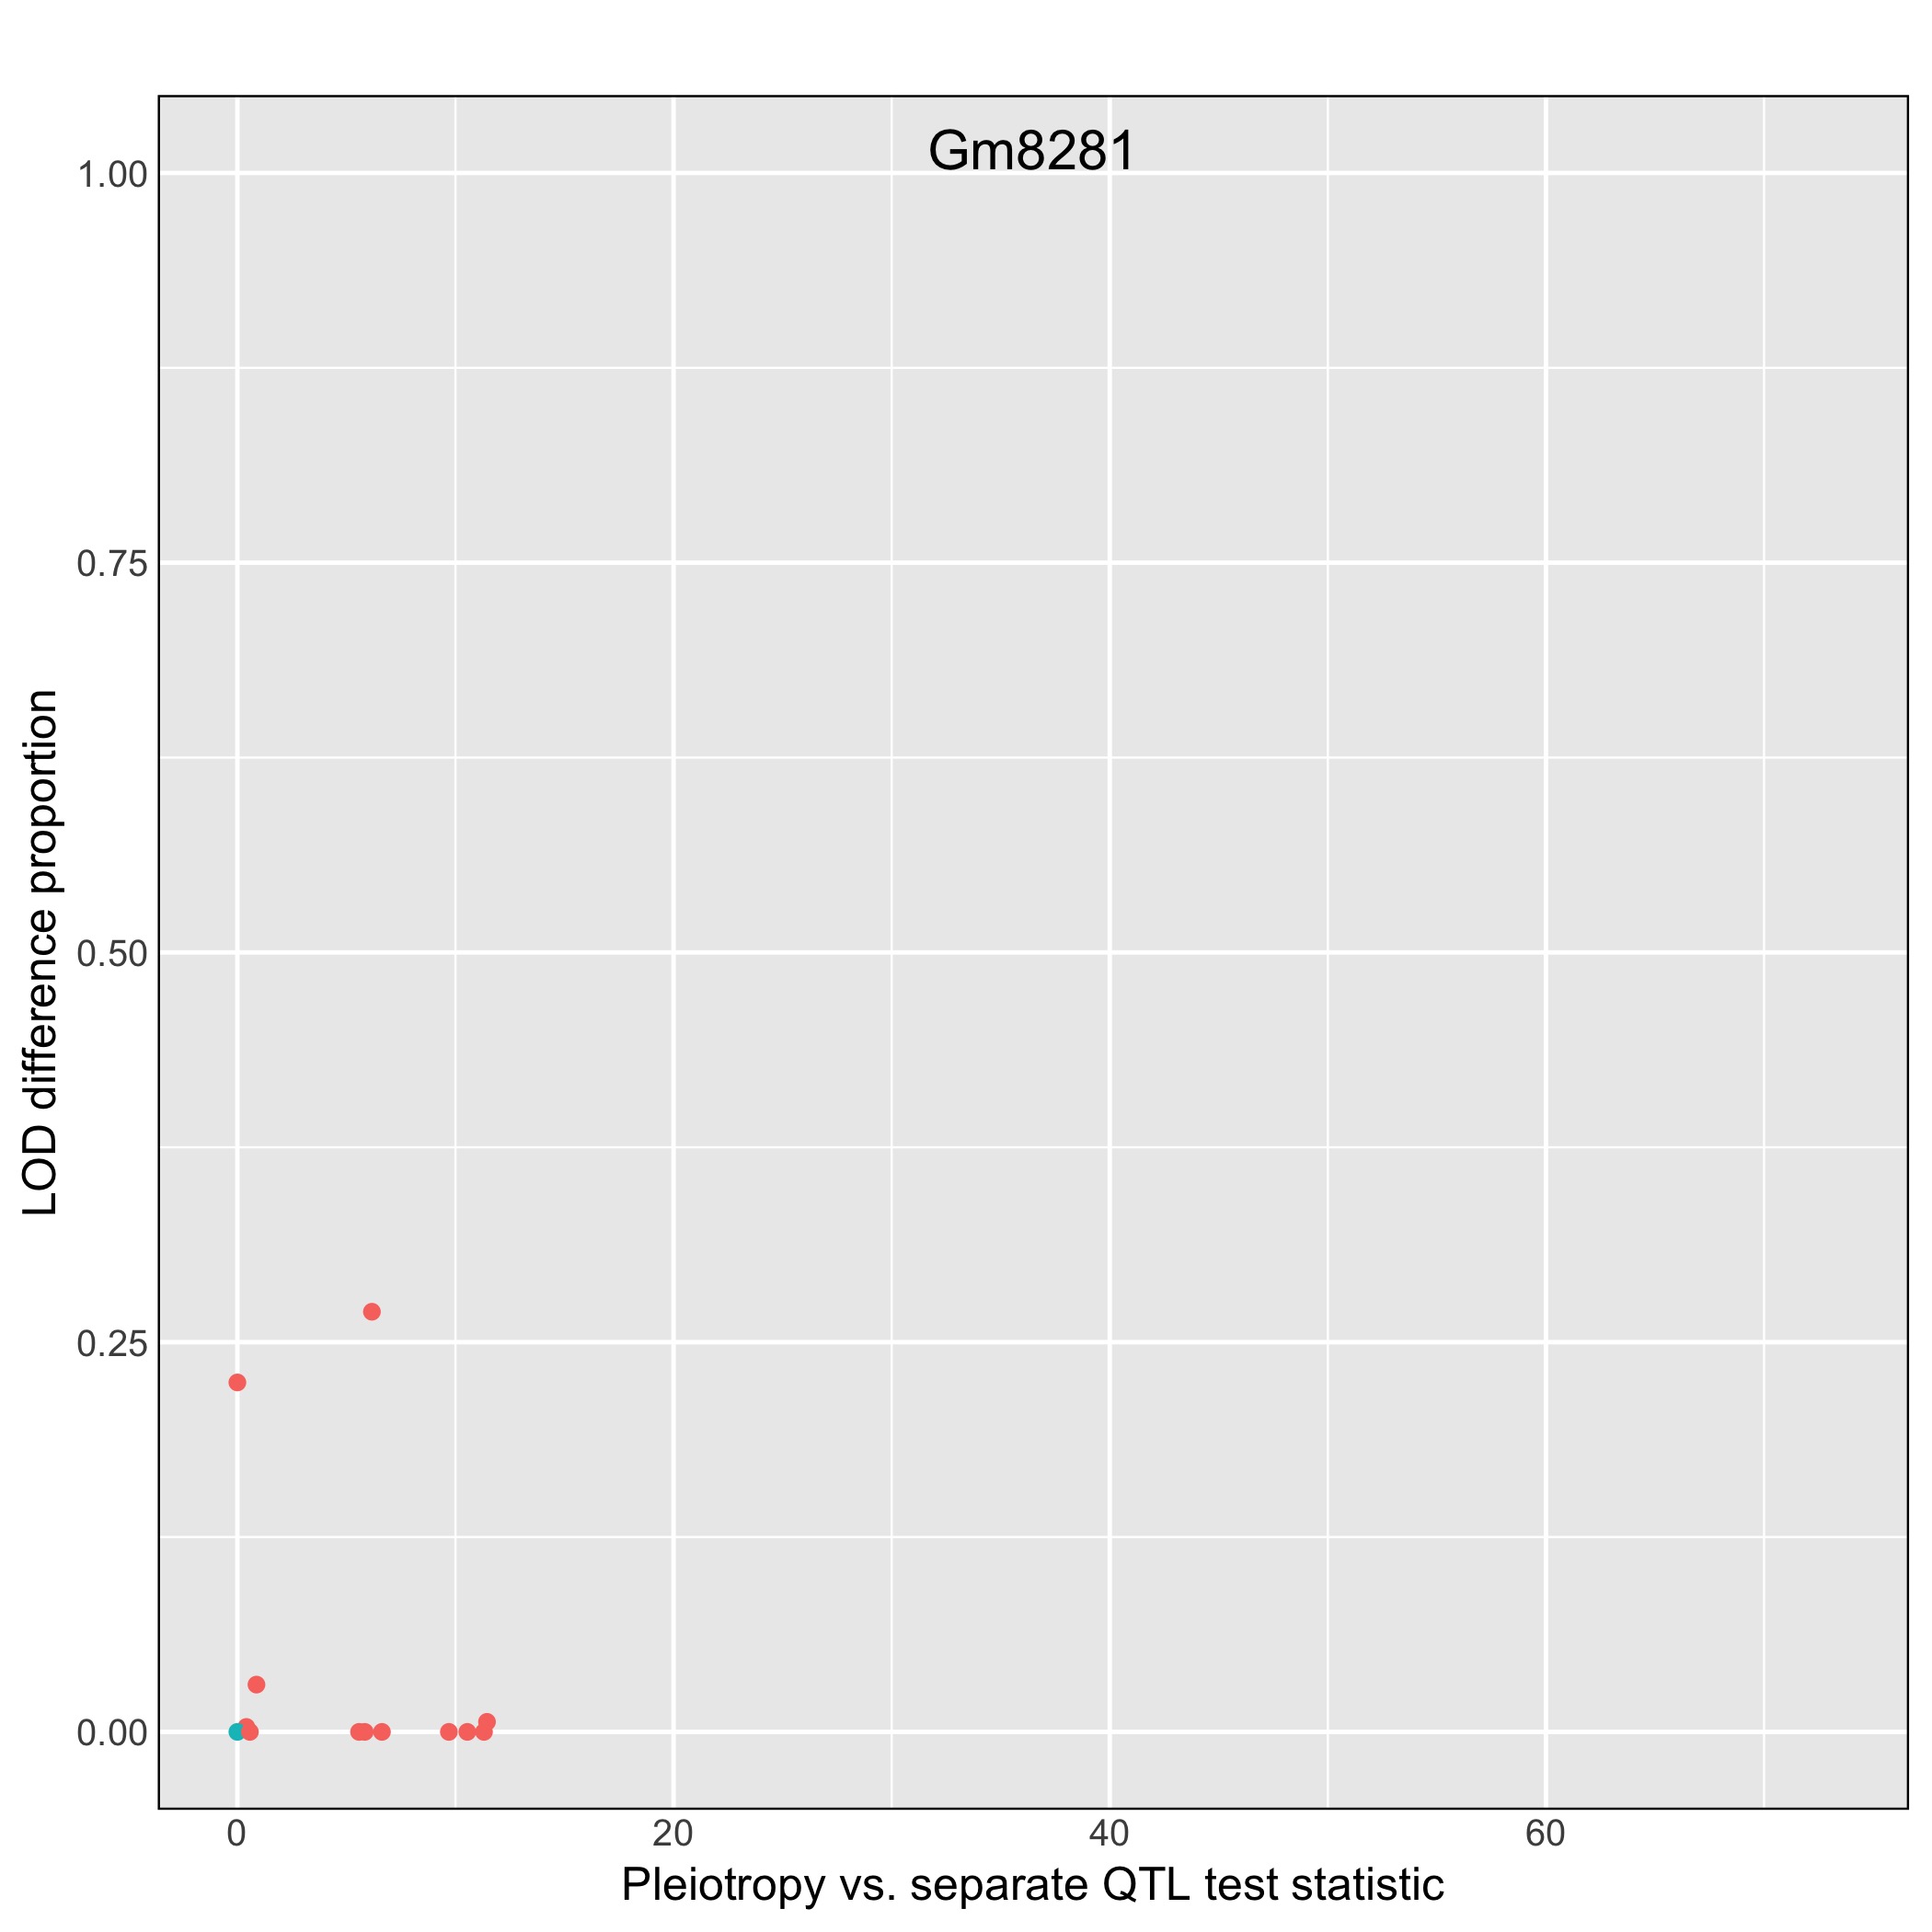 Gm8281
1.00
0.75
0.50
0.25
0.00
LOD difference proportion
0 20 40 60
Pleiotropy vs. separate QTL test statistic